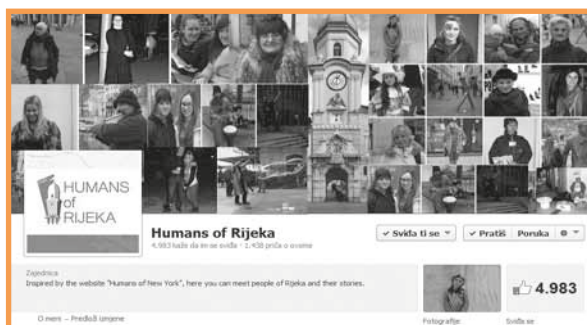 HUMANS
of
RIJEKA
Humans of Rijeka
4.983 kaže da im se sviđa · 1.438 priča o ovome
✓ Sviđa ti se
✓ Pratiš
Poruka
Zajednica
Inspired by the website "Humans of New York", here you can meet people of Rijeka and their stories.
O meni – Predloži izmjene
4.983
Fotografije
Sviđa se